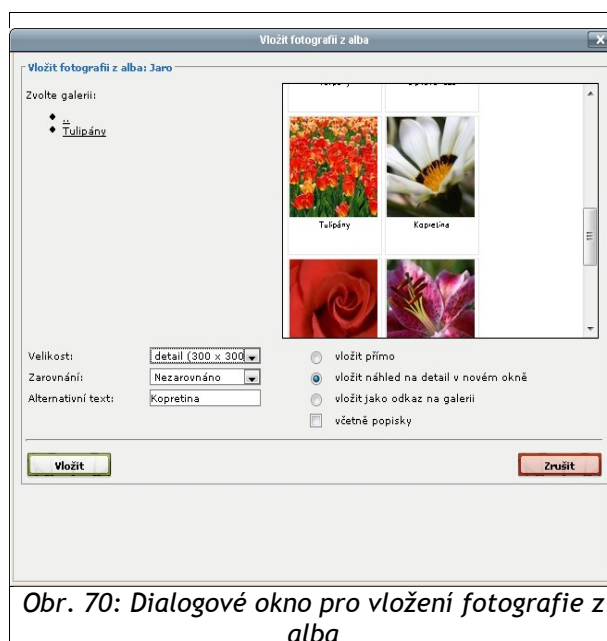 Vložit fotografii z alba
Vložit fotografii z alba: Jaro
Zvolte galerii:
..
Tulipány
Tulipány
Kopretina
Velikost:
detail (300 x 300
Zarovnání:
Nezarovnáno
Alternativní text:
Kopretina
vložit přímo
vložit náhled na detail v novém okně
vložit jako odkaz na galerii
včetně popisky
Vložit
Zrušit
Obr. 70: Dialogové okno pro vložení fotografie z
alba